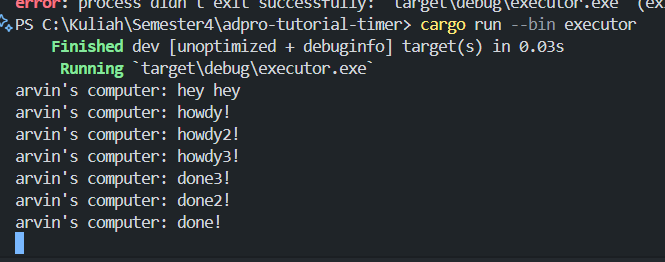 error: process didn't exit successfully: `target\debug\executor.exe` (ex
PS C:\Kuliah\Semester4\adpro-tutorial-timer> cargo run --bin executor
Finished dev [unoptimized + debuginfo] target(s) in 0.03s
Running `target\debug\executor.exe`
arvin's computer: hey hey
arvin's computer: howdy!
arvin's computer: howdy2!
arvin's computer: howdy3!
arvin's computer: done3!
arvin's computer: done2!
arvin's computer: done!